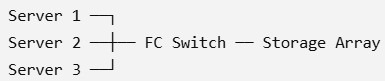 Server 1 ──┐
Server 2 ──┼── FC Switch ── Storage Array
Server 3 ──┘